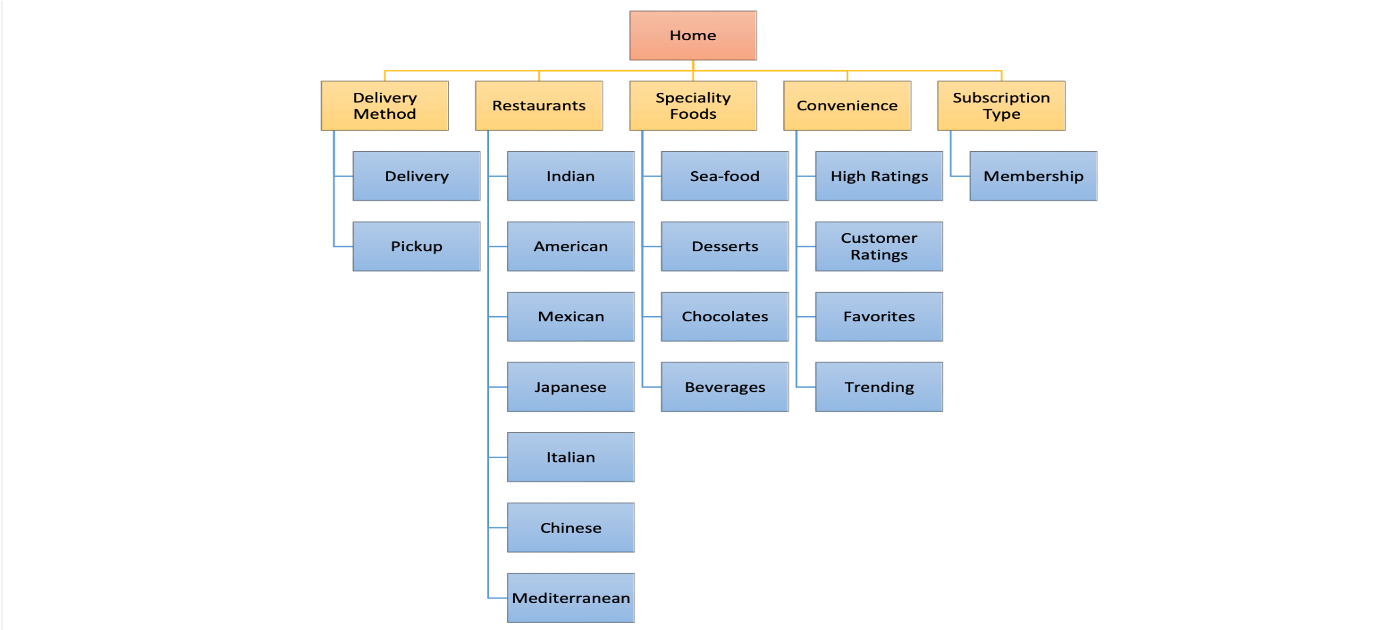 Home
Delivery
Method
Restaurants
Speciality
Foods
Convenience
Subscription
Type
Delivery
Pickup
Indian
American
Mexican
Japanese
Italian
Chinese
Mediterranean
Sea-food
Desserts
Chocolates
Beverages
High Ratings
Customer
Ratings
Favorites
Trending
Membership